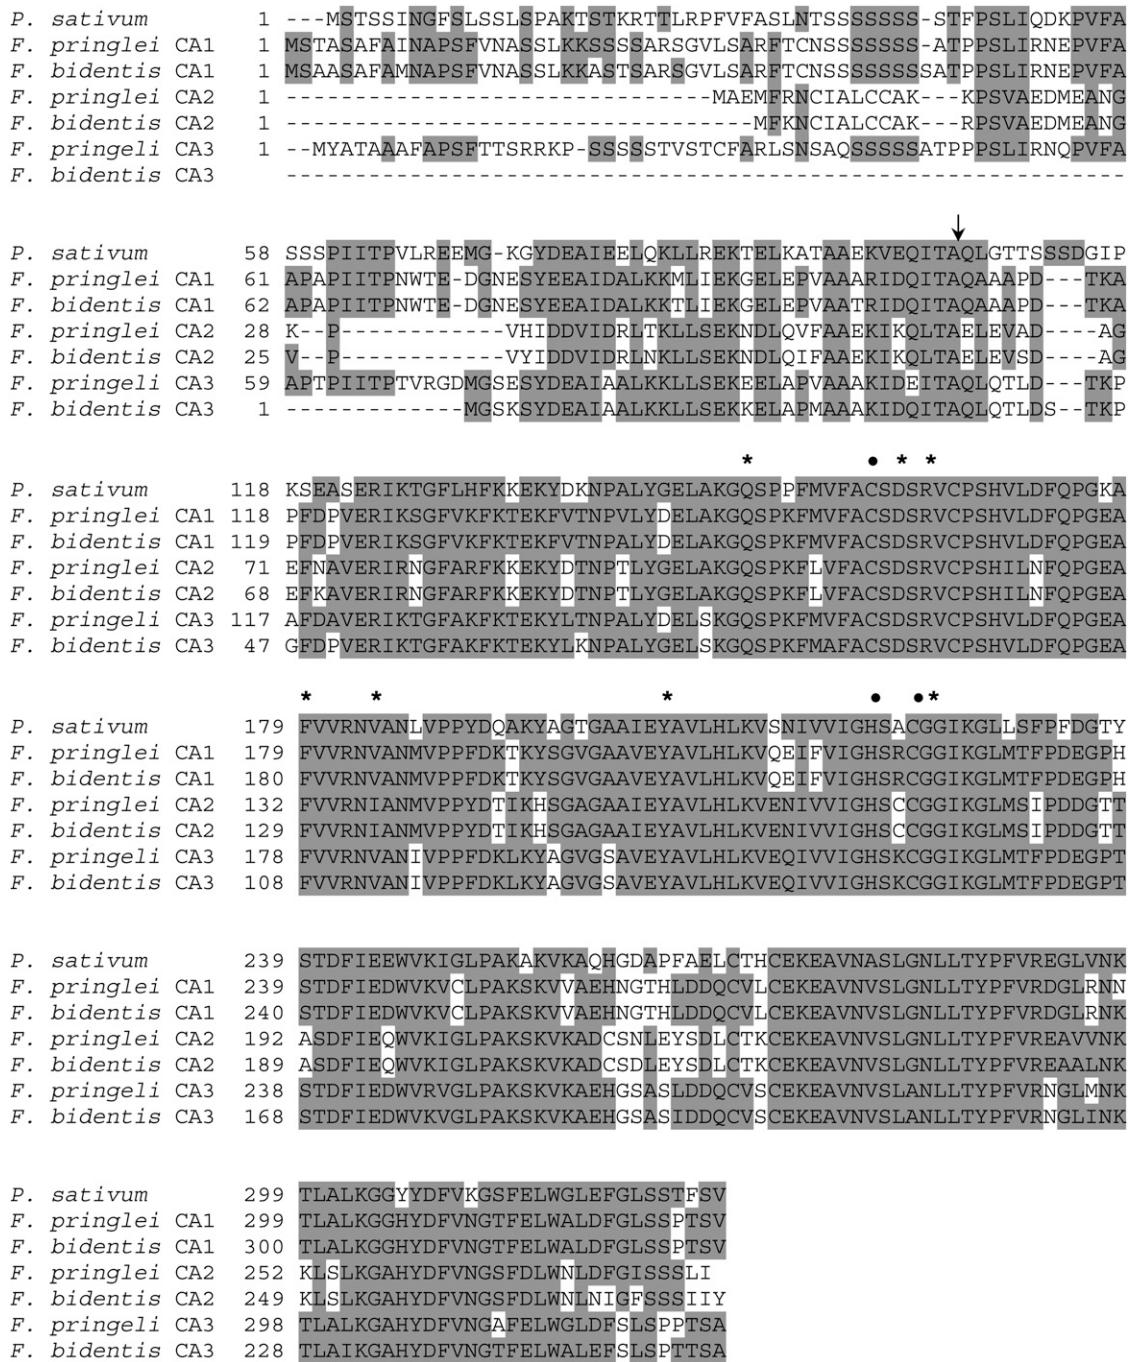 P. sativum 1 ---MSTSSINGFSLSSLSPAKTSTKRTTLRPFVFASLNTSSSSSSS-STFPSLIQDKPVFA
F. pringlei CA1 1 MSTASAFAINAPSFVNASSLKKSSSSARSGVLSARFTCNSSSSSSSS-ATPPSLIRNEPVFA
F. bidentis CA1 1 MSAASAFAMNAPSFVNASSLKKASTSARSGVLSARFTCNSSSSSSSSSATPPSLIRNEPVFA
F. pringlei CA2 1 -------------------------------MAEMFRNCIALCCAK---KPSVAEDMEANG
F. bidentis CA2 1 ----------------------------------MFKNCIALCCAK---RPSVAEDMEANG
F. pringeli CA3 1 --MYATAAAFAPSFTTSRRKP-SSSSSTVSTCFARLSNSAQSSSSSATPPPSLIRNQPVFA
F. bidentis CA3 -------------------------------------------------------------
↓
P. sativum 58 SSSPIITPVLREEMG-KGYDEAIEELQKLLREKTELKATAAEKVEQITAQLGTTSSSDGIP
F. pringlei CA1 61 APAPIITPNWTE-DGNESYEEAIDALKKMLIEKGELEPVAAARIDQITAQAAAPD---TKA
F. bidentis CA1 62 APAPIITPNWTE-DGNESYEEAIDALKKTLIEKGELEPVAATRIDQITAQAAAPD---TKA
F. pringlei CA2 28 K--P------------VHIDDVIDRLTKLLSEKNDLQVFAAEKIKQLTAELEVAD----AG
F. bidentis CA2 25 V--P------------VYIDDVIDRLNKLLSEKNDLQIFAAEKIKQLTAELEVSD----AG
F. pringeli CA3 59 APTPIITPTVRGDMGSESYDEAIAALKKLLSEKEELAPVAAAKIDEITAQLQTLD---TKP
F. bidentis CA3 1 -------------MGSKSYDEAIAALKKLLSEKKELAPMAAAKIDQITAQLQTLDS--TKP
* • * *
P. sativum 118 KSEASERIKTGFLHFKKEKYDKNPALYGELAKGQSPPFMVFACSDSRVCPSHVLDFQPGKA
F. pringlei CA1 118 PFDPVERIKSGFVKFKTEKFVTNPVLYDELAKGQSPKFMVFACSDSRVCPSHVLDFQPGEA
F. bidentis CA1 119 PFDPVERIKSGFVKFKTEKFVTNPALYDELAKGQSPKFMVFACSDSRVCPSHVLDFQPGEA
F. pringlei CA2 71 EFNAVERIRNGFARFKKEKYDTNPTLYGELAKGQSPKFLVFACSDSRVCPSHILNFQPGEA
F. bidentis CA2 68 EFKAVERIRNGFARFKKEKYDTNPTLYGELAKGQSPKFLVFACSDSRVCPSHILNFQPGEA
F. pringeli CA3 117 AFDAVERIKTGFAKFKTEKYLTNPALYDELSKGQSPKFMVFACSDSRVCPSHVLDFQPGEA
F. bidentis CA3 47 GFDPVERIKTGFAKFKTEKYLKNPALYGELSKGQSPKFMAFACSDSRVCPSHVLDFQPGEA
* * * • •*
P. sativum 179 FVVRNVANLVPPYDQAKYAGTGAAIEYAVLHLKVSNIVVIGHSACGGIKGLLSFPFDGTY
F. pringlei CA1 179 FVVRNVANMVPPFDKTKYSGVGAAVEYAVLHLKVQEIFVIGHSRCGGIKGLMTFPDEGPH
F. bidentis CA1 180 FVVRNVANMVPPFDKTKYSGVGAAVEYAVLHLKVQEIFVIGHSRCGGIKGLMTFPDEGPH
F. pringlei CA2 132 FVVRNIANMVPPYDTIKHSGAGAAIEYAVLHLKVENIVVIGHSCCGGIKGLMSIPDDGTT
F. bidentis CA2 129 FVVRNIANMVPPYDTIKHSGAGAAIEYAVLHLKVENIVVIGHSCCGGIKGLMSIPDDGTT
F. pringeli CA3 178 FVVRNVANIVPPFDKLKYAGVGSAVEYAVLHLKVEQIVVIGHSKCGGIKGLMTFPDEGPT
F. bidentis CA3 108 FVVRNVANIVPPFDKLKYAGVGSAVEYAVLHLKVEQIVVIGHSKCGGIKGLMTFPDEGPT
P. sativum 239 STDFIEEWVKIGLPAKAKVKAQHGDAPFAELCTHCEKEAVNASLGNLLTYPFVREGLVNK
F. pringlei CA1 239 STDFIEDWVKVCLPAKSKVVAEHNGTHLDDQCVLCEKEAVNVSLGNLLTYPFVRDGLRNN
F. bidentis CA1 240 STDFIEDWVKVCLPAKSKVVAEHNGTHLDDQCVLCEKEAVNVSLGNLLTYPFVRDGLRNK
F. pringlei CA2 192 ASDFIEQWVKIGLPAKSKVKADCSNLEYSDLCTKCEKEAVNVSLGNLLTYPFVREAVVNK
F. bidentis CA2 189 ASDFIEQWVKIGLPAKSKVKADCSDLEYSDLCTKCEKEAVNVSLGNLLTYPFVREAALNK
F. pringeli CA3 238 STDFIEDWVRVGLPAKSKVKAEHGSASLDDQCVSCEKEAVNVSLANLLTYPFVRNGLMNK
F. bidentis CA3 168 STDFIEDWVKVGLPAKSKVKAEHGSASIDDQCVSCEKEAVNVSLANLLTYPFVRNGLINK
P. sativum 299 TLALKGGYYDFVKGSFELWGLEFGLSSTFSV
F. pringlei CA1 299 TLALKGGHYDFVNGTFELWALDFGLSSPTSV
F. bidentis CA1 300 TLALKGGHYDFVNGTFELWALDFGLSSPTSV
F. pringlei CA2 252 KLSLKGAHYDFVNGSFDLWNLDFGISSSLI
F. bidentis CA2 249 KLSLKGAHYDFVNGSFDLWNLNIGFSSSIIY
F. pringeli CA3 298 TLALKGAHYDFVNGAFELWGLDFSLSPPTSA
F. bidentis CA3 228 TLAIKGAHYDFVNGTFELWALEFSLSPTTSA